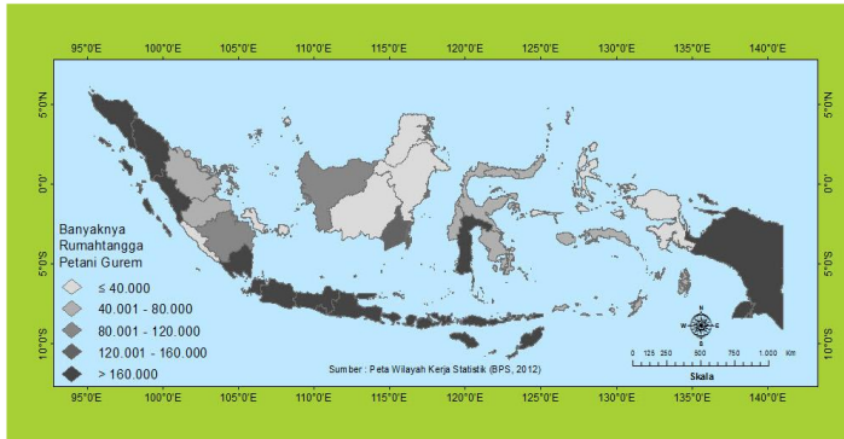 95°0'E 100°0'E 105°0'E 110°0'E 115°0'E 120°0'E 125°0'E 130°0'E 135°0'E 140°0'E
5°0'N 5°0'N
0°0' 0°0'
5°0'S 5°0'S
10°0'S 10°0'S
Banyaknya
Rumahtangga
Petani Gurem
≤ 40.000
40.001 - 80.000
80.001 - 120.000
120.001 - 160.000
> 160.000
Sumber : Peta Wilayah Kerja Statistik (BPS, 2012)
N
W E
S
0 125 250 500 750 1.000 Km
Skala
95°0'E 100°0'E 105°0'E 110°0'E 115°0'E 120°0'E 125°0'E 130°0'E 135°0'E 140°0'E